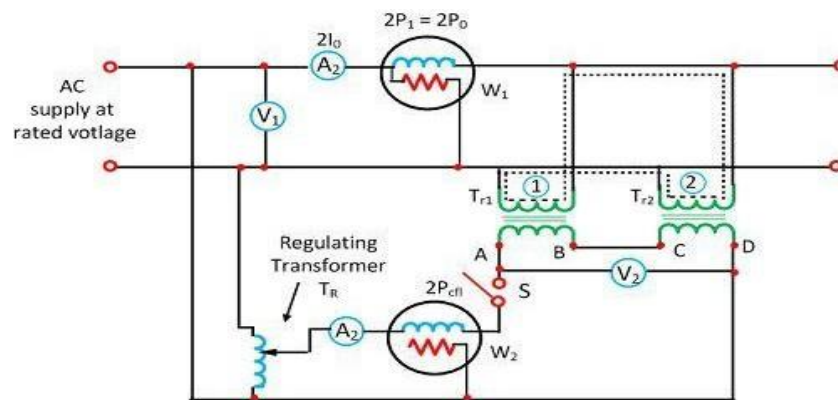 2P₁ = 2P₀
2I₀
A₂
W₁
AC
supply at
rated votlage
V₁
1
2
Tᵣ₁
Tᵣ₂
A
B
C
D
Regulating
Transformer
T_R
S
V₂
2P_cfl
A₂
W₂